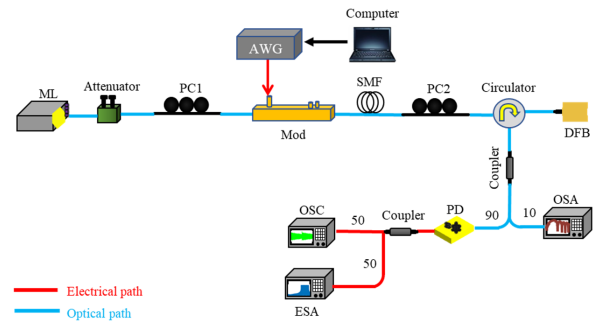 Computer
AWG
ML
Attenuator
PC1
Mod
SMF
PC2
Circulator
DFB
Coupler
OSC
50
Coupler
PD
90
10
OSA
50
ESA
Electrical path
Optical path